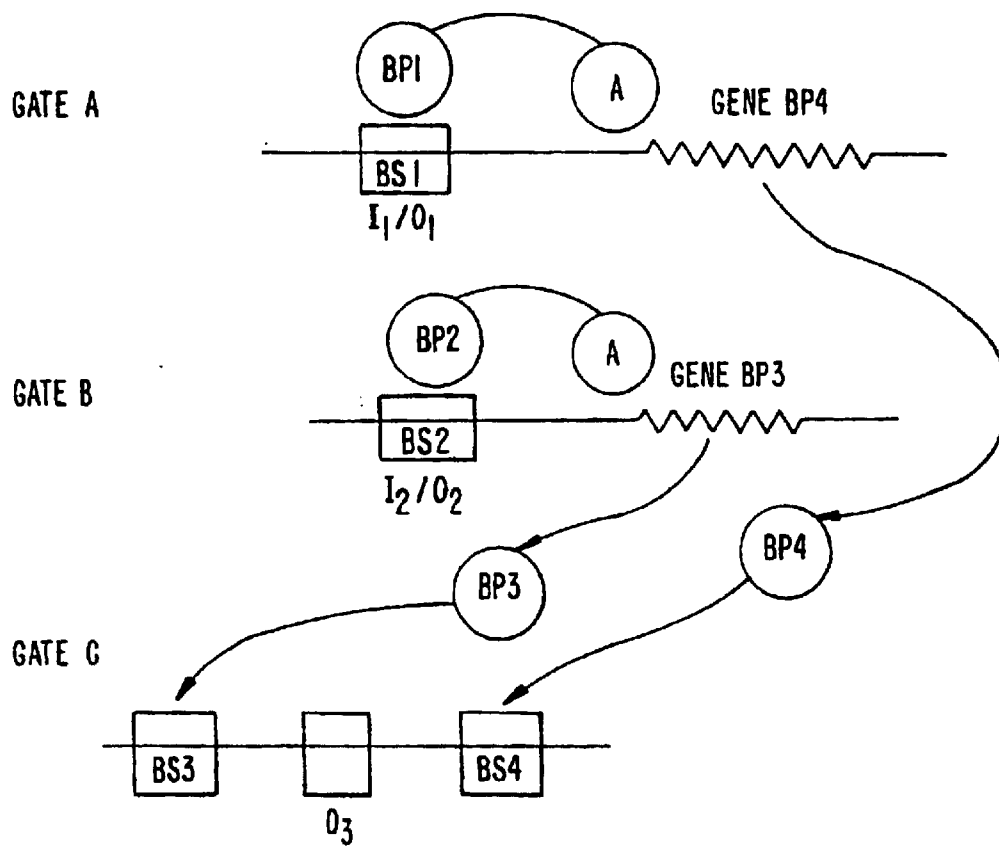 GATE A
BP1
A
GENE BP4
BS1
I1/O1
GATE B
BP2
A
GENE BP3
BS2
I2/O2
BP3
BP4
GATE C
BS3
BS4
O3